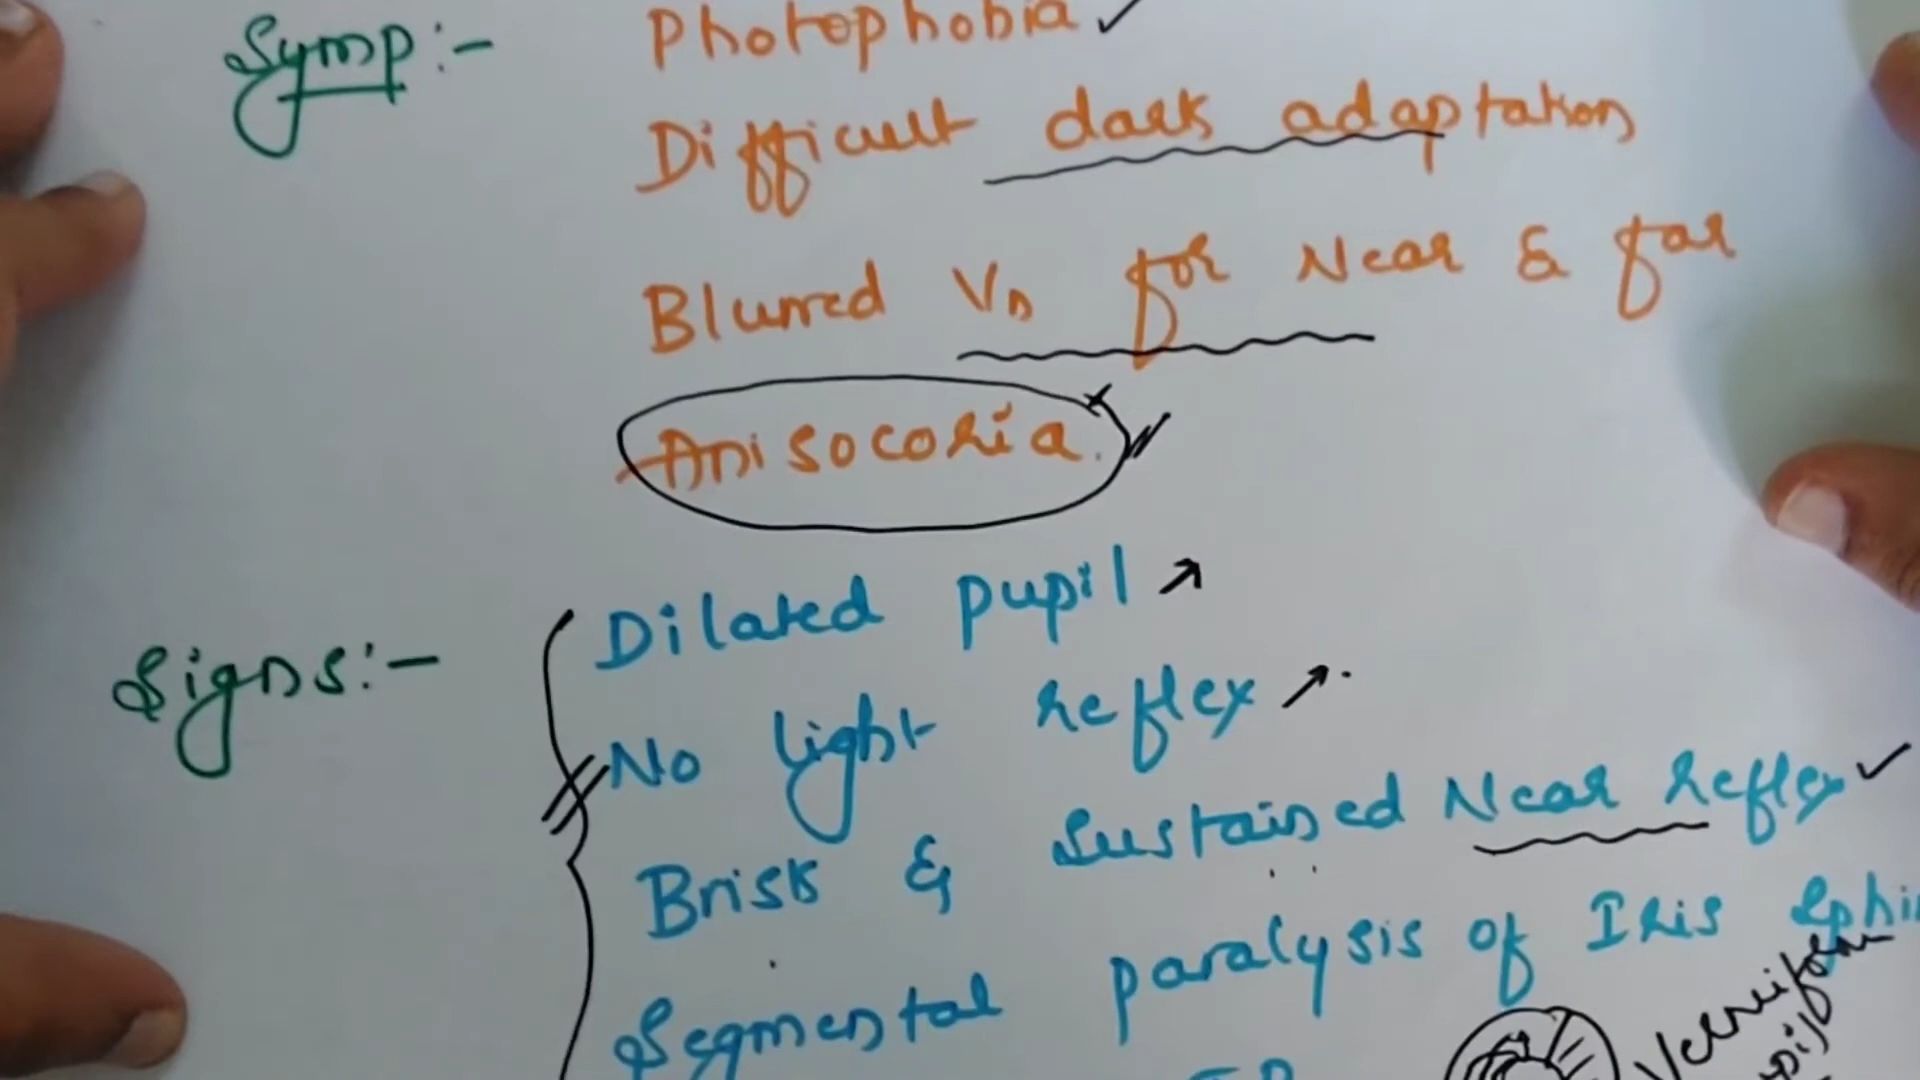 Symp:- Photophobia ✓
Difficult dark adaptation
Blurred Vn for Near & far
Anisocoria.
Signs:- Dilated pupil ↗
No light reflex ↗
Brisk & Sustained Near reflex ✓
Segmental paralysis of Iris Sphin
Vermiform